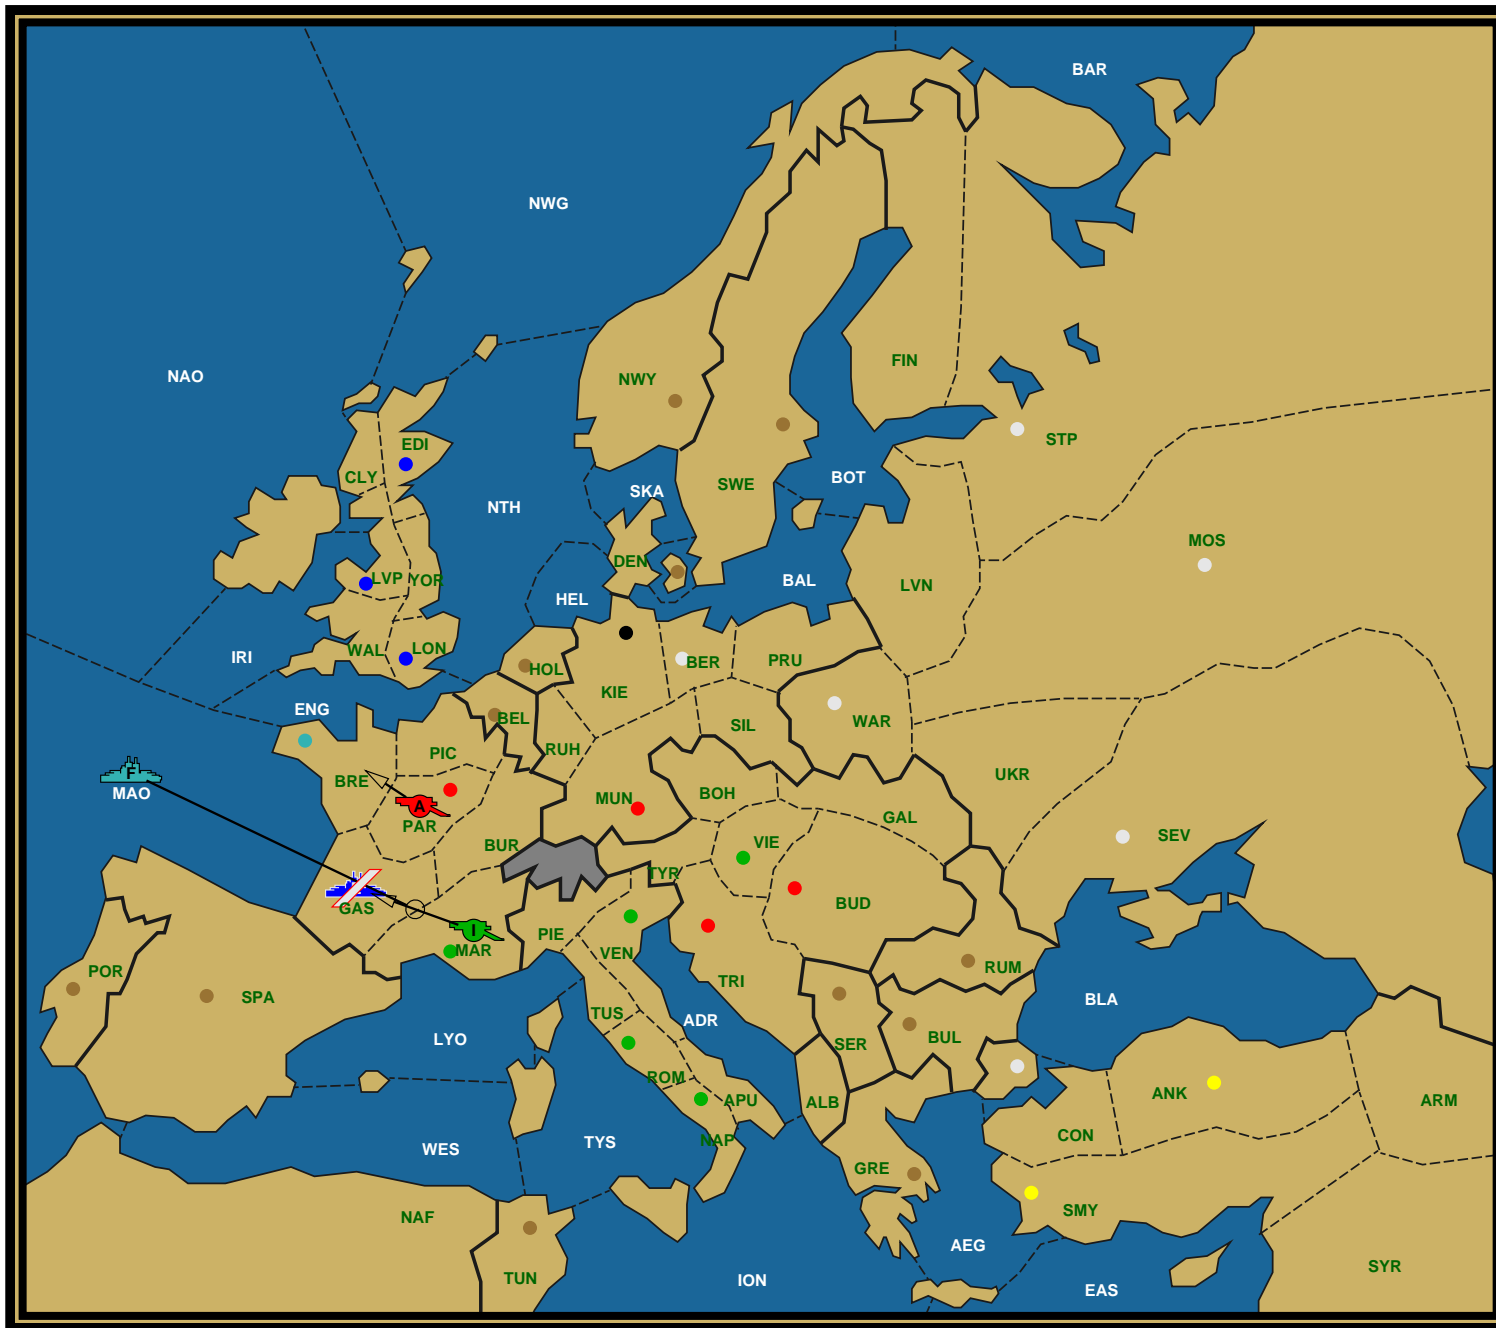 BAR
NWG
NAO
FIN
NWY
EDI
STP
CLY
SKA
BOT
SWE
NTH
MOS
DEN
LVP
YOR
BAL
LVN
HEL
IRI
WAL
LON
HOL
BER
PRU
KIE
ENG
BEL
SIL
WAR
PIC
RUH
F
BRE
UKR
MAO
MUN
BOH
A
PAR
GAL
BUR
VIE
SEV
TYR
GAS
BUD
I
PIE
MAR
VEN
POR
SPA
TRI
RUM
BLA
TUS
ADR
LYO
SER
BUL
ROM
ANK
APU
ALB
ARM
CON
NAP
WES
TYS
GRE
NAF
SMY
AEG
SYR
TUN
ION
EAS